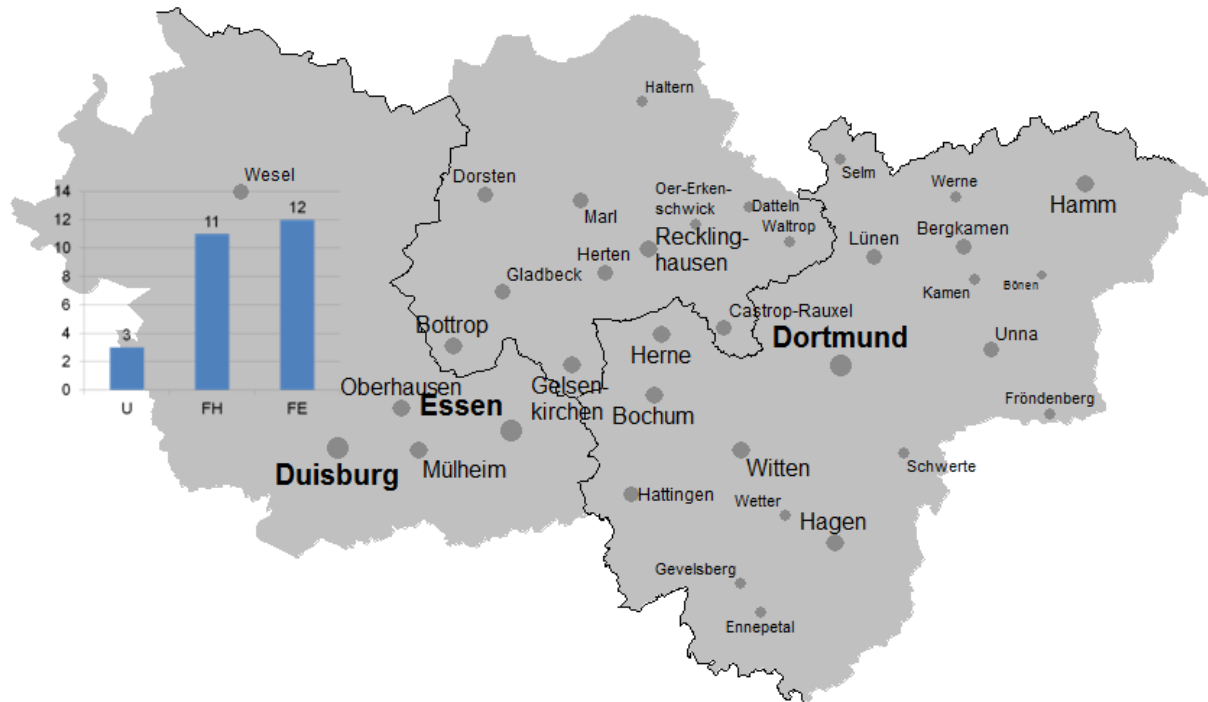 Haltern
Selm
Wesel
Dorsten
Oer-Erken-
schwick
Werne
Hamm
Marl
Datteln
Waltrop
Bergkamen
Lünen
Reckling-
hausen
Herten
Gladbeck
Kamen
Bönen
Castrop-Rauxel
Bottrop
Dortmund
Unna
Herne
Oberhausen
Gelsen-
kirchen
Essen
Bochum
Fröndenberg
Duisburg
Mülheim
Witten
Schwerte
Hattingen
Wetter
Hagen
Gevelsberg
Ennepetal
14
12
10
8
6
4
2
0
3
11
12
U
FH
FE